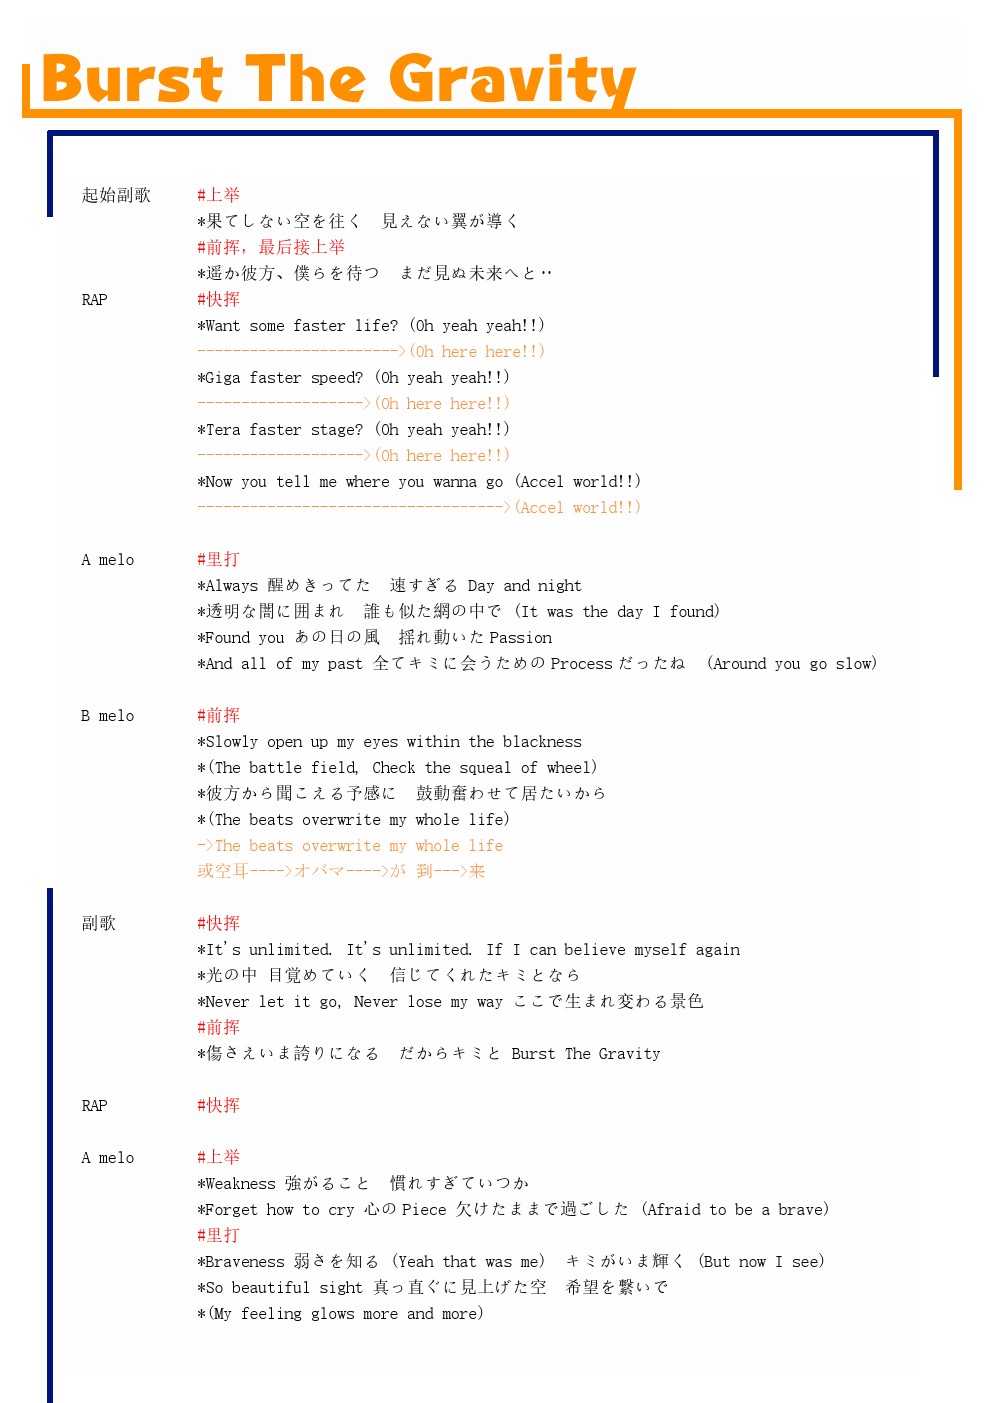 Burst The Gravity
起始副歌 #上举
*果てしない空を往く　見えない翼が導く
#前挥，最后接上举
*遥か彼方、僕らを待つ　まだ見ぬ未来へと‥
RAP #快挥
*Want some faster life? (Oh yeah yeah!!)
----------------------->(Oh here here!!)
*Giga faster speed? (Oh yeah yeah!!)
------------------->(Oh here here!!)
*Tera faster stage? (Oh yeah yeah!!)
------------------->(Oh here here!!)
*Now you tell me where you wanna go (Accel world!!)
----------------------------------->(Accel world!!)
A melo #里打
*Always 醒めきってた　速すぎる Day and night
*透明な闇に囲まれ　誰も似た網の中で (It was the day I found)
*Found you あの日の風　揺れ動いた Passion
*And all of my past 全てキミに会うための Process だったね　(Around you go slow)
B melo #前挥
*Slowly open up my eyes within the blackness
*(The battle field, Check the squeal of wheel)
*彼方から聞こえる予感に　鼓動奮わせて居たいから
*(The beats overwrite my whole life)
->The beats overwrite my whole life
或空耳---->オバマ---->が 到--->来
副歌 #快挥
*It's unlimited. It's unlimited. If I can believe myself again
*光の中 目覚めていく　信じてくれたキミとなら
*Never let it go, Never lose my way ここで生まれ変わる景色
#前挥
*傷さえいま誇りになる　だからキミと Burst The Gravity
RAP #快挥
A melo #上举
*Weakness 強がること　慣れすぎていつか
*Forget how to cry 心の Piece 欠けたままで過ごした (Afraid to be a brave)
#里打
*Braveness 弱さを知る (Yeah that was me)　キミがいま輝く (But now I see)
*So beautiful sight 真っ直ぐに見上げた空　希望を繋いで
*(My feeling glows more and more)